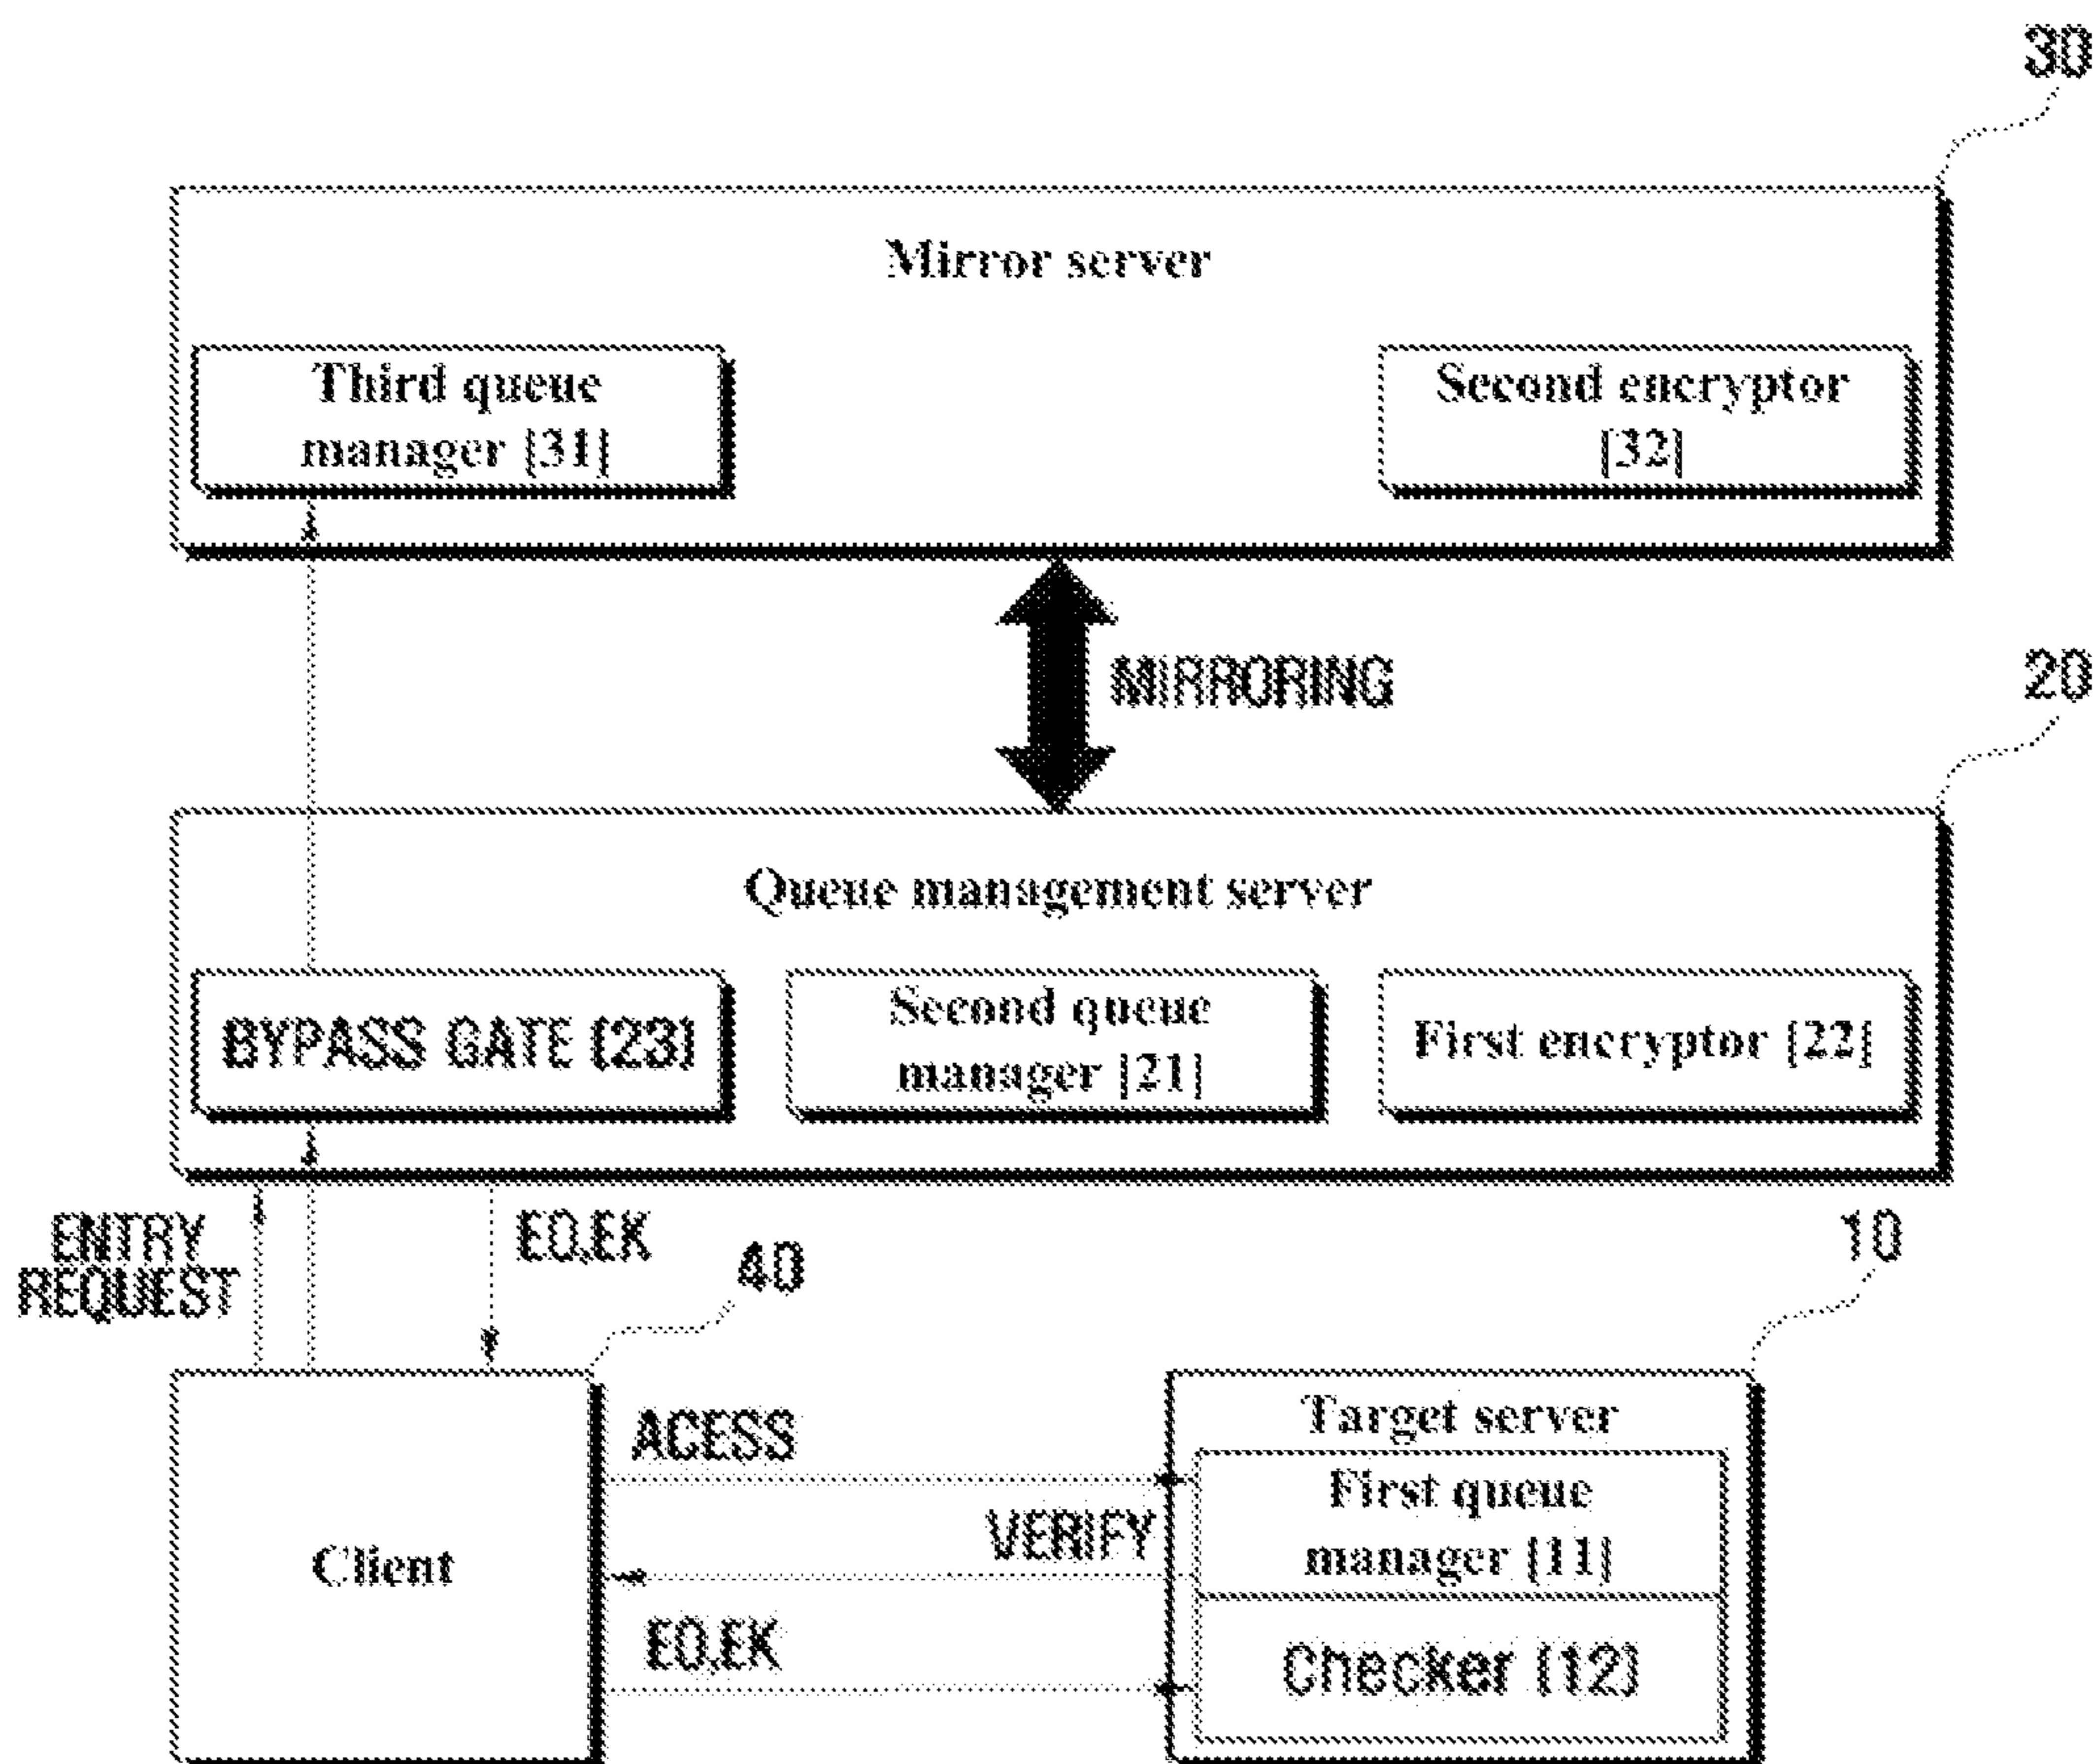 30
Mirror server
Third queue
manager [31]
Second encryptor
[32]
MIRRORING
20
Queue management server
BYPASS GATE (23)
Second queue
manager [21]
First encryptor [22]
ENTRY
REQUEST
EO,EK
40
10
Client
ACESS
VERIFY
EO,EK
Target server
First queue
manager [11]
Checker (12)